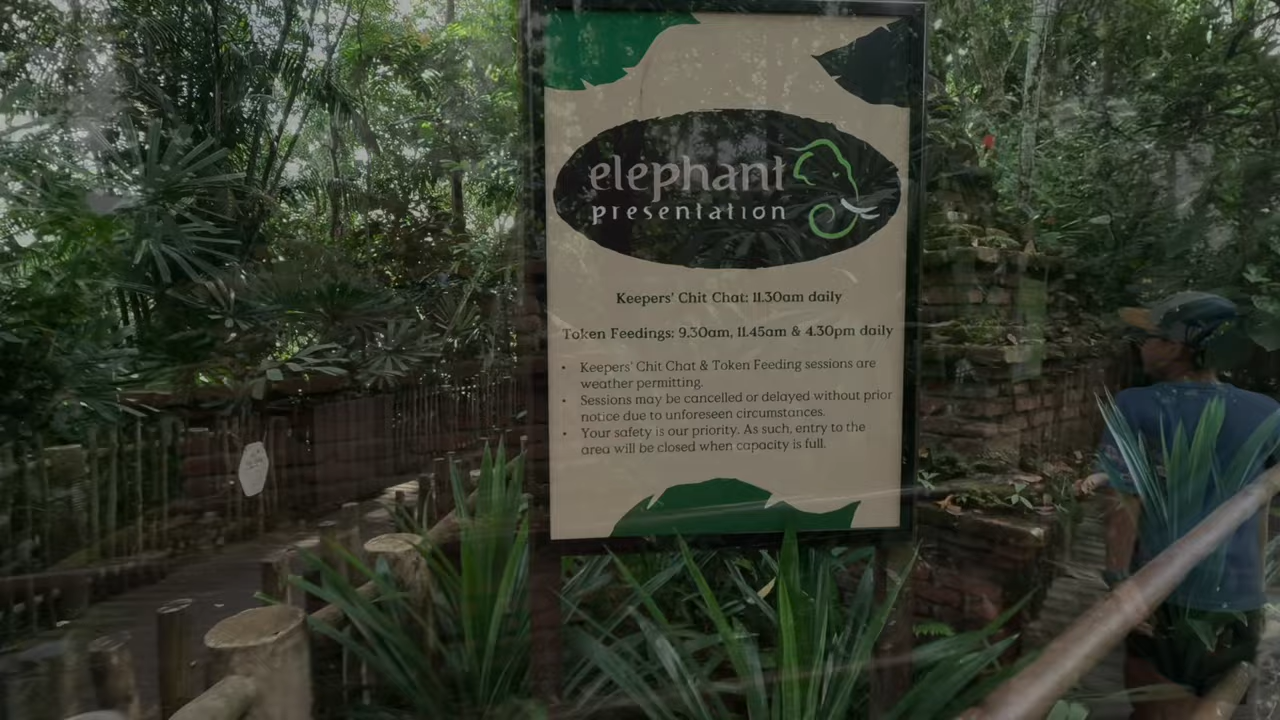 elephant
presentation
Keepers' Chit Chat: 11.30am daily
Token Feedings: 9.30am, 11.45am & 4.30pm daily
• Keepers' Chit Chat & Token Feeding sessions are
weather permitting.
• Sessions may be cancelled or delayed without prior
notice due to unforeseen circumstances.
• Your safety is our priority. As such, entry to the
area will be closed when capacity is full.